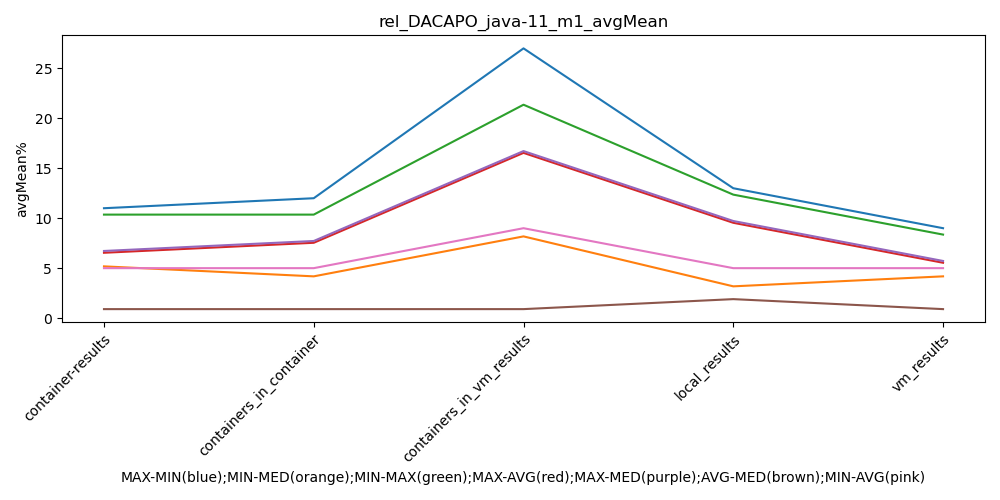 rel_DACAPO_java-11_m1_avgMean
avgMean%
25
20
15
10
5
0
container-results
containers_in_container
containers_in_vm_results
local_results
vm_results
MAX-MIN(blue);MIN-MED(orange);MIN-MAX(green);MAX-AVG(red);MAX-MED(purple);AVG-MED(brown);MIN-AVG(pink)